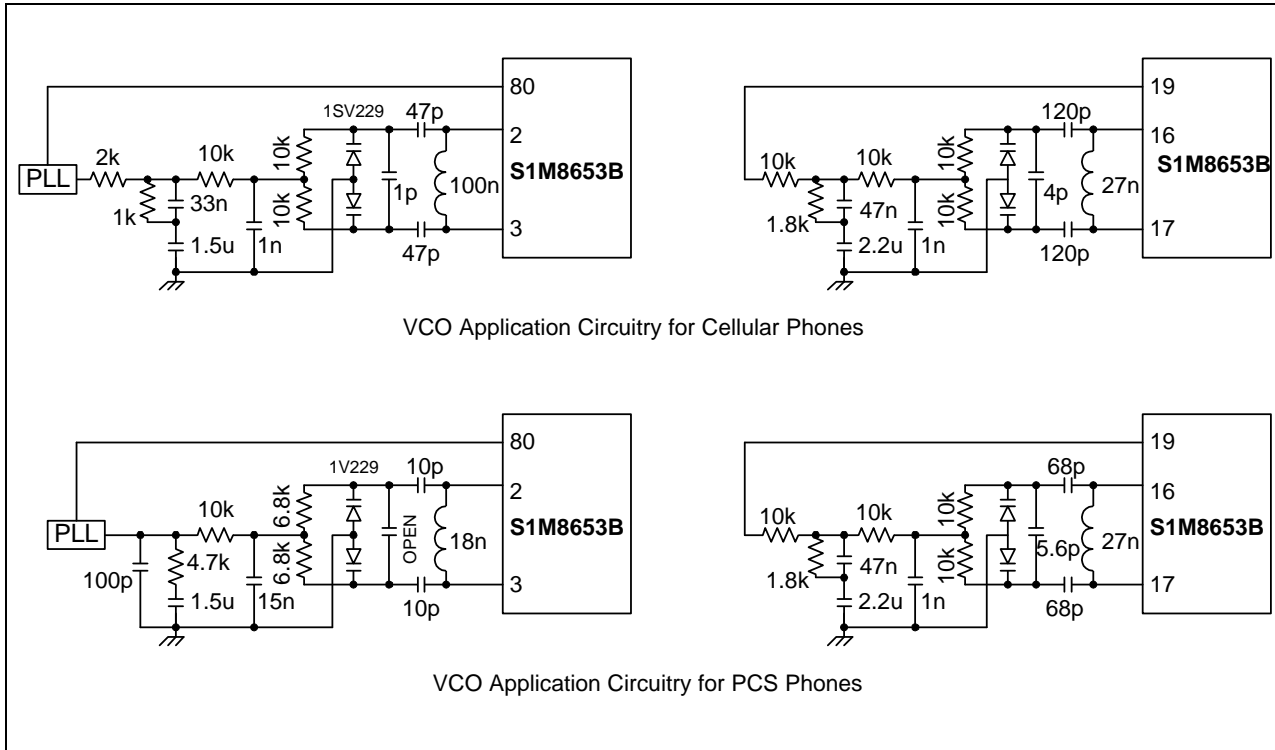 80
1SV229
47p
2
S1M8653B
PLL
2k
10k
10k
10k
1k
33n
1.5u
1n
1p
100n
47p
3
19
120p
16
S1M8653B
10k
10k
10k
10k
1.8k
47n
2.2u
1n
4p
27n
120p
17
VCO Application Circuitry for Cellular Phones
80
1V229
10p
2
S1M8653B
PLL
10k
6.8k
6.8k
100p
4.7k
1.5u
15n
OPEN
18n
10p
3
19
68p
16
S1M8653B
10k
10k
10k
10k
1.8k
47n
2.2u
1n
5.6p
27n
68p
17
VCO Application Circuitry for PCS Phones